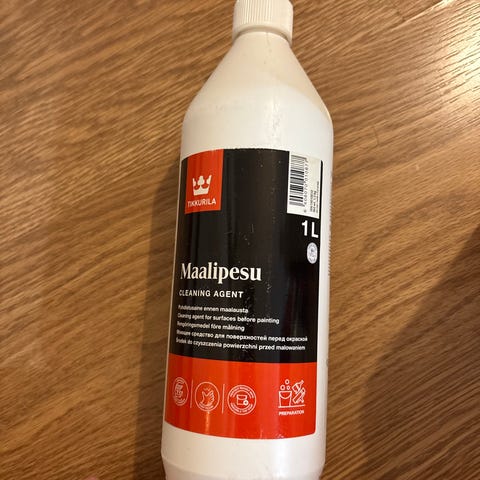 TIKKURILA
1 L
Maalipesu
CLEANING AGENT
Puhdistusaine ennen maalausta
Cleaning agent for surfaces before painting
Rengöringsmedel före målning
Моющее средство для поверхностей перед окраской
Środek do czyszczenia powierzchni przed malowaniem
PREPARATION